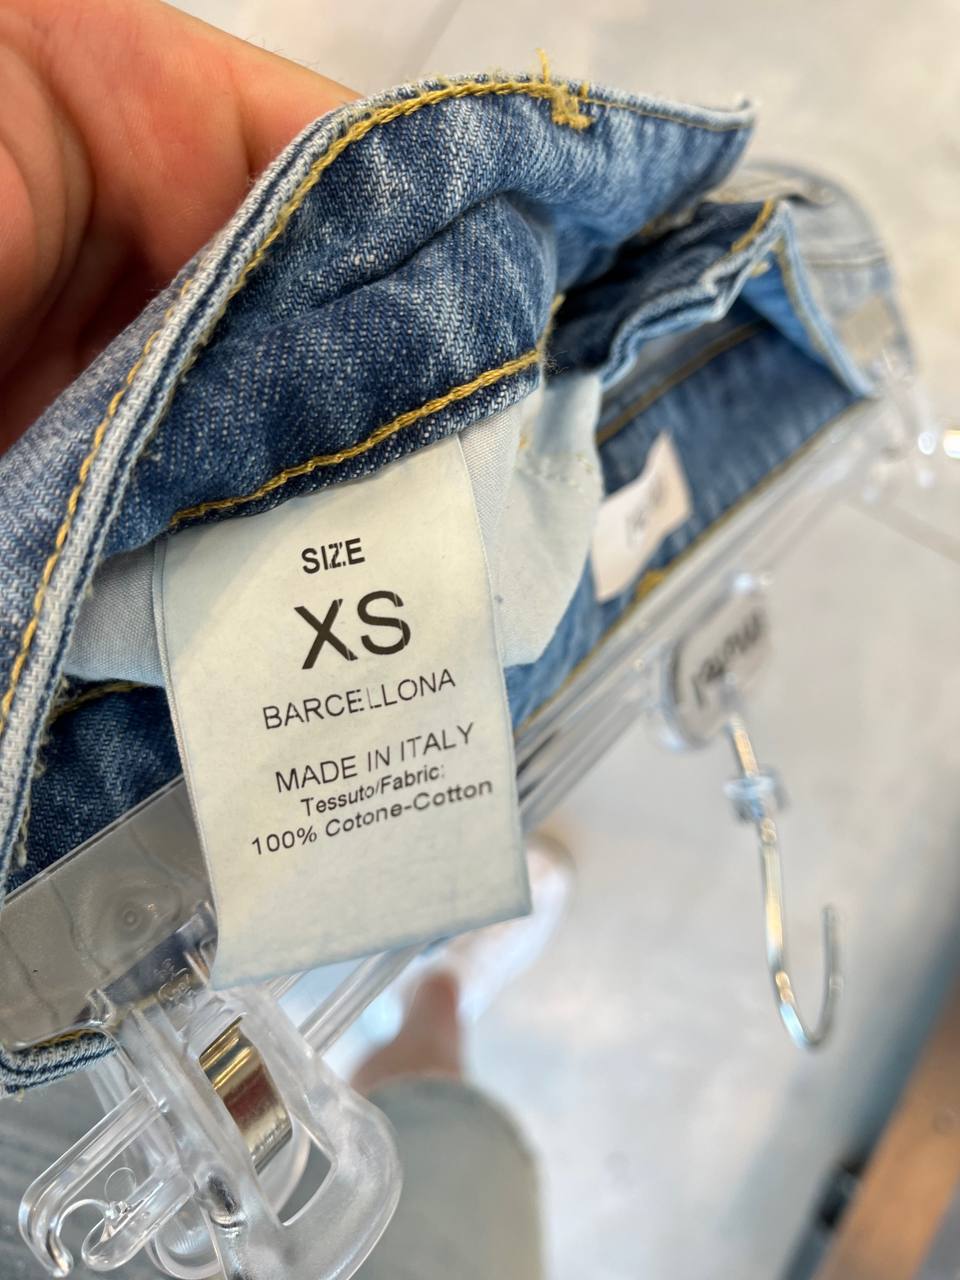 SIZE
XS
BARCELLONA
MADE IN ITALY
Tessuto/Fabric:
100% Cotone-Cotton